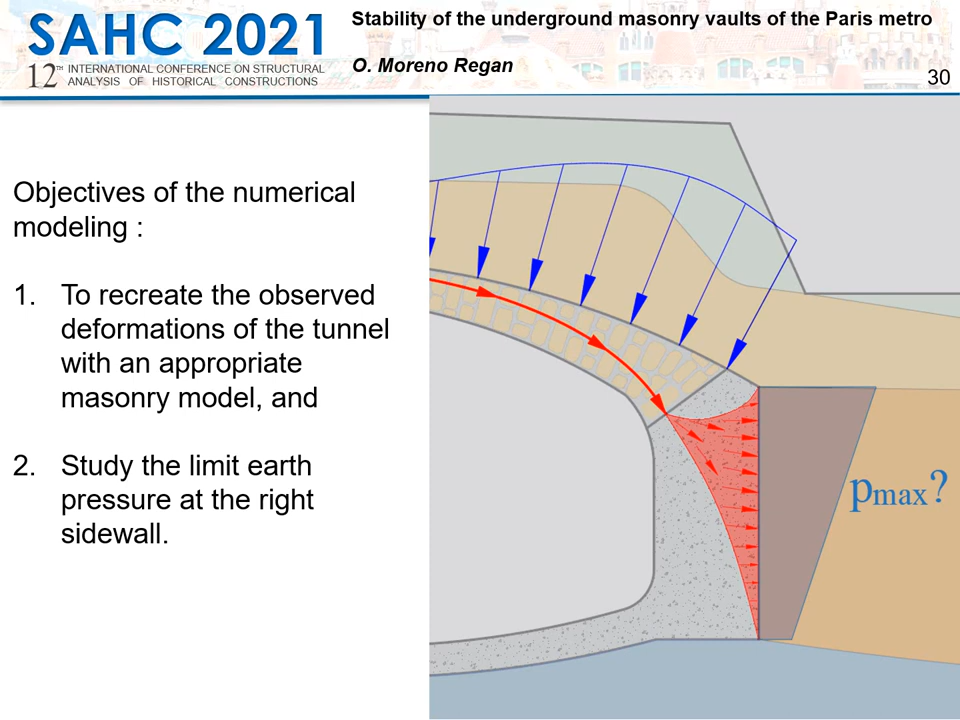 SAHC 2021
12TH INTERNATIONAL CONFERENCE ON STRUCTURAL
ANALYSIS OF HISTORICAL CONSTRUCTIONS
Stability of the underground masonry vaults of the Paris metro
O. Moreno Regan
30
Objectives of the numerical
modeling :
1. To recreate the observed
deformations of the tunnel
with an appropriate
masonry model, and
2. Study the limit earth
pressure at the right
sidewall.
pmax?